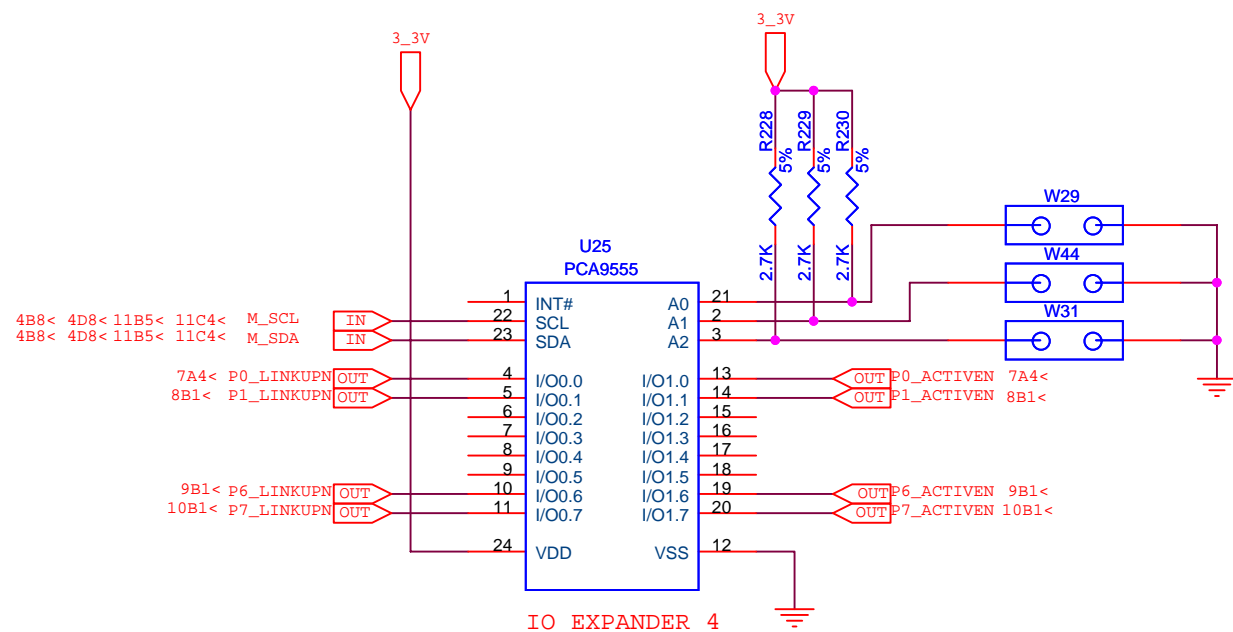 3_3V
3_3V
R228
5%
2.7K
R229
5%
2.7K
R230
5%
2.7K
W29
W44
W31
U25
PCA9555
1 INT# A0 21
4B8< 4D8< 11B5< 11C4< M_SCL IN 22 SCL A1 2
4B8< 4D8< 11B5< 11C4< M_SDA IN 23 SDA A2 3
7A4< P0_LINKUPN OUT 4 I/O0.0 I/O1.0 13 OUT P0_ACTIVEN 7A4<
8B1< P1_LINKUPN OUT 5 I/O0.1 I/O1.1 14 OUT P1_ACTIVEN 8B1<
6 I/O0.2 I/O1.2 15
7 I/O0.3 I/O1.3 16
8 I/O0.4 I/O1.4 17
9 I/O0.5 I/O1.5 18
9B1< P6_LINKUPN OUT 10 I/O0.6 I/O1.6 19 OUT P6_ACTIVEN 9B1<
10B1< P7_LINKUPN OUT 11 I/O0.7 I/O1.7 20 OUT P7_ACTIVEN 10B1<
24 VDD VSS 12
IO EXPANDER 4